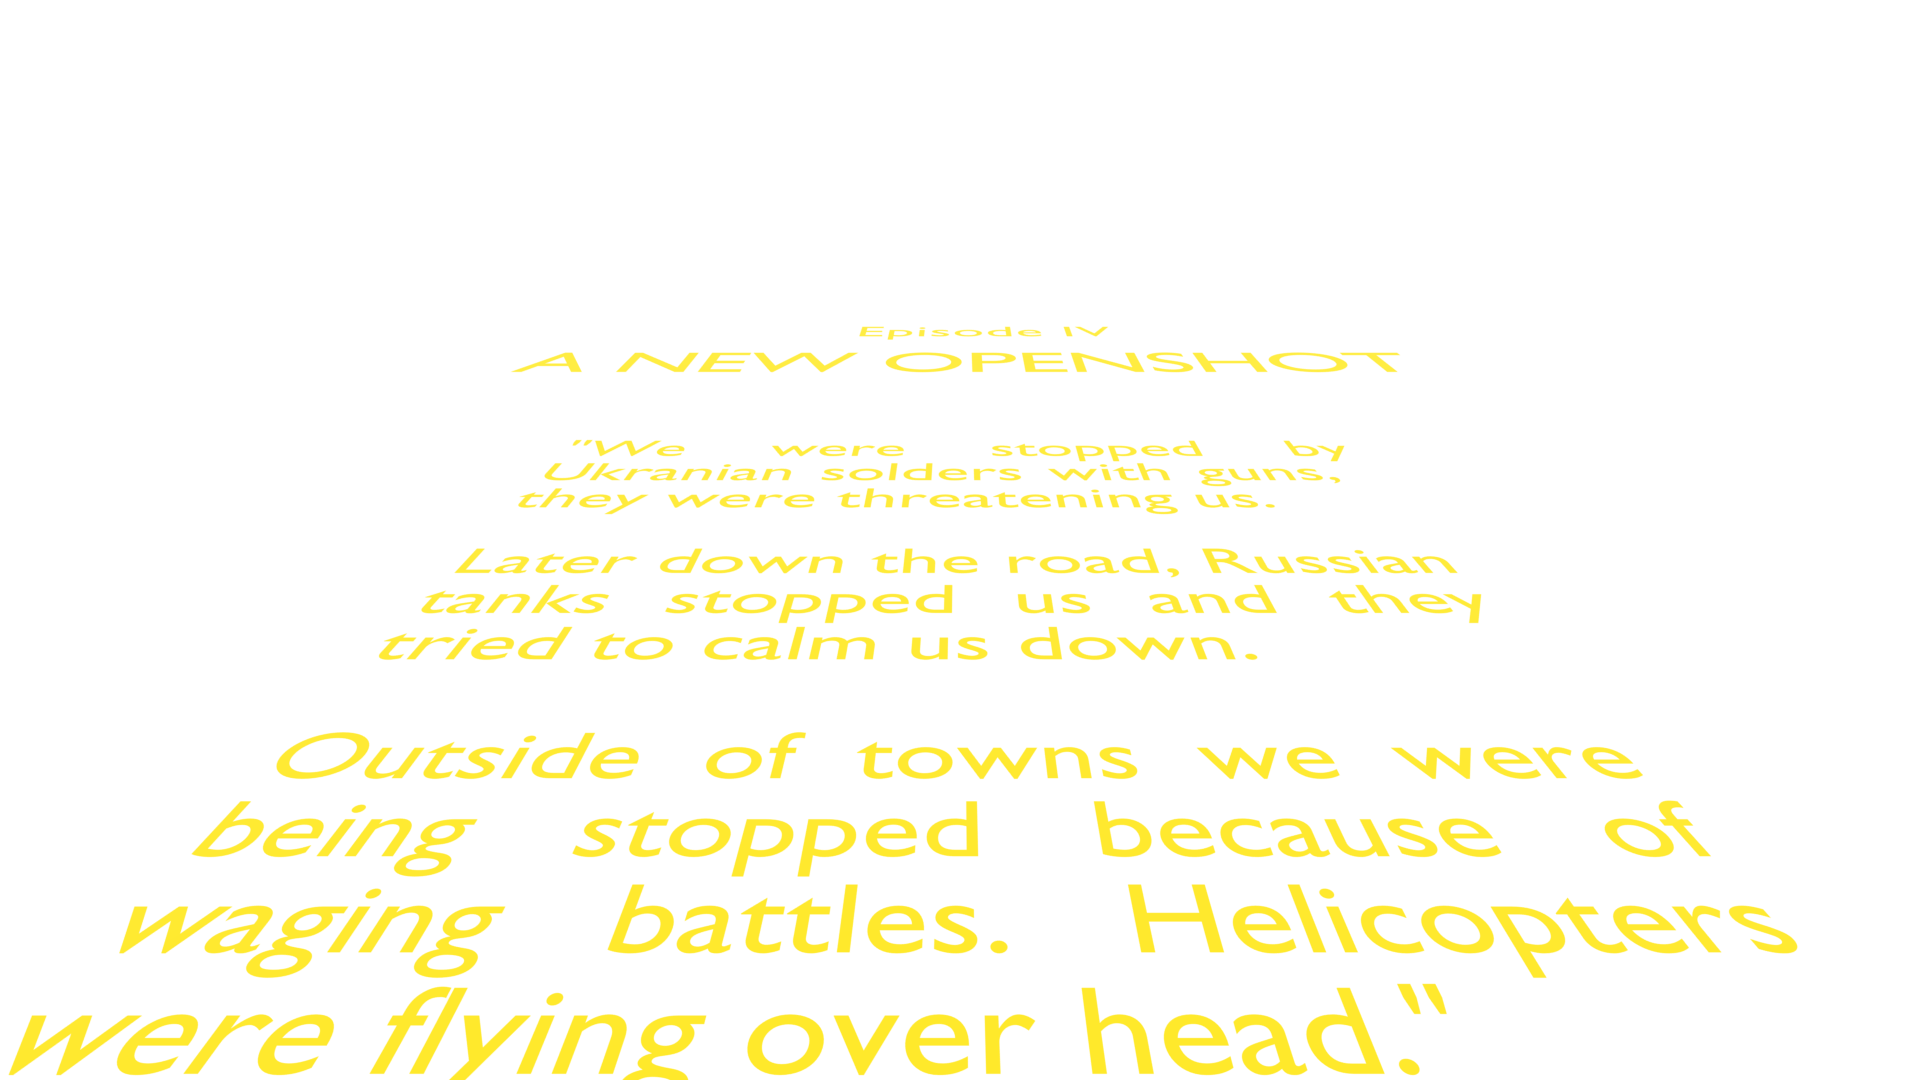 Episode IV
A NEW OPENSHOT
"We were stopped by
Ukranian solders with guns,
they were threatening us.
Later down the road, Russian
tanks stopped us and they
tried to calm us down.
Outside of towns we were
being stopped because of
waging battles. Helicopters
were flying over head."